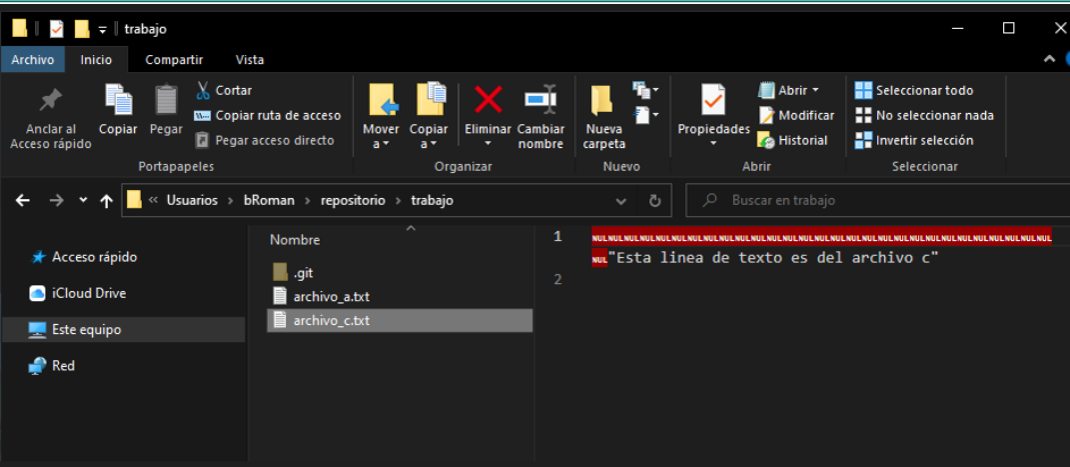 trabajo
Archivo Inicio Compartir Vista
Anclar al
Acceso rápido
Copiar
Pegar
Cortar
Copiar ruta de acceso
Pegar acceso directo
Portapapeles
Mover
a
Copiar
a
Eliminar
Cambiar
nombre
Organizar
Nueva
carpeta
Nuevo
Propiedades
Abrir
Modificar
Historial
Abrir
Seleccionar todo
No seleccionar nada
Invertir selección
Seleccionar
« Usuarios > bRoman > repositorio > trabajo
Buscar en trabajo
Acceso rápido
iCloud Drive
Este equipo
Red
Nombre
.git
archivo_a.txt
archivo_c.txt
1 NULNULNULNULNULNULNULNULNULNULNULNULNULNULNULNULNULNULNULNULNULNULNULNULNULNULNULNULNUL
NUL"Esta linea de texto es del archivo c"
2